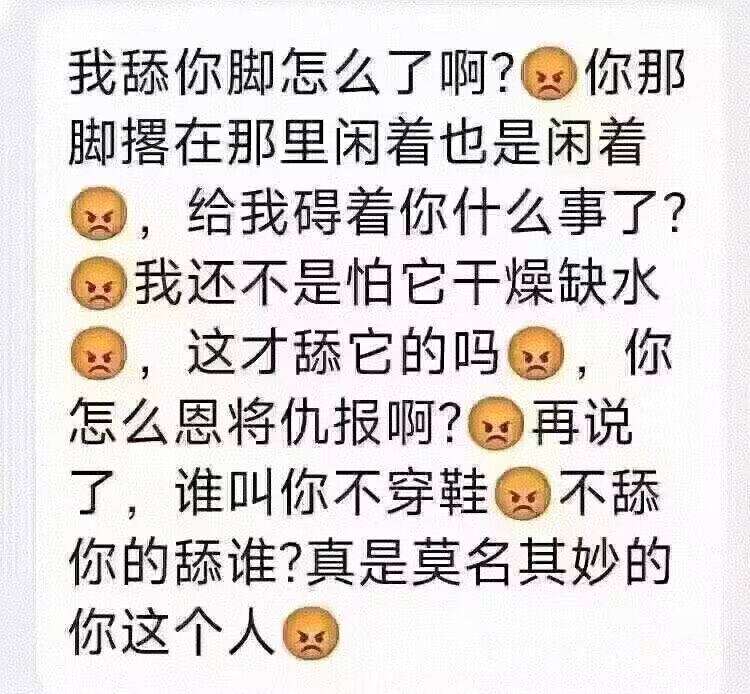 我舔你脚怎么了啊?😡你那
脚撂在那里闲着也是闲着
😡，给我碍着你什么事了?
😡我还不是怕它干燥缺水
😡，这才舔它的吗😡，你
怎么恩将仇报啊?😡再说
了，谁叫你不穿鞋😡不舔
你的舔谁?真是莫名其妙的
你这个人😡